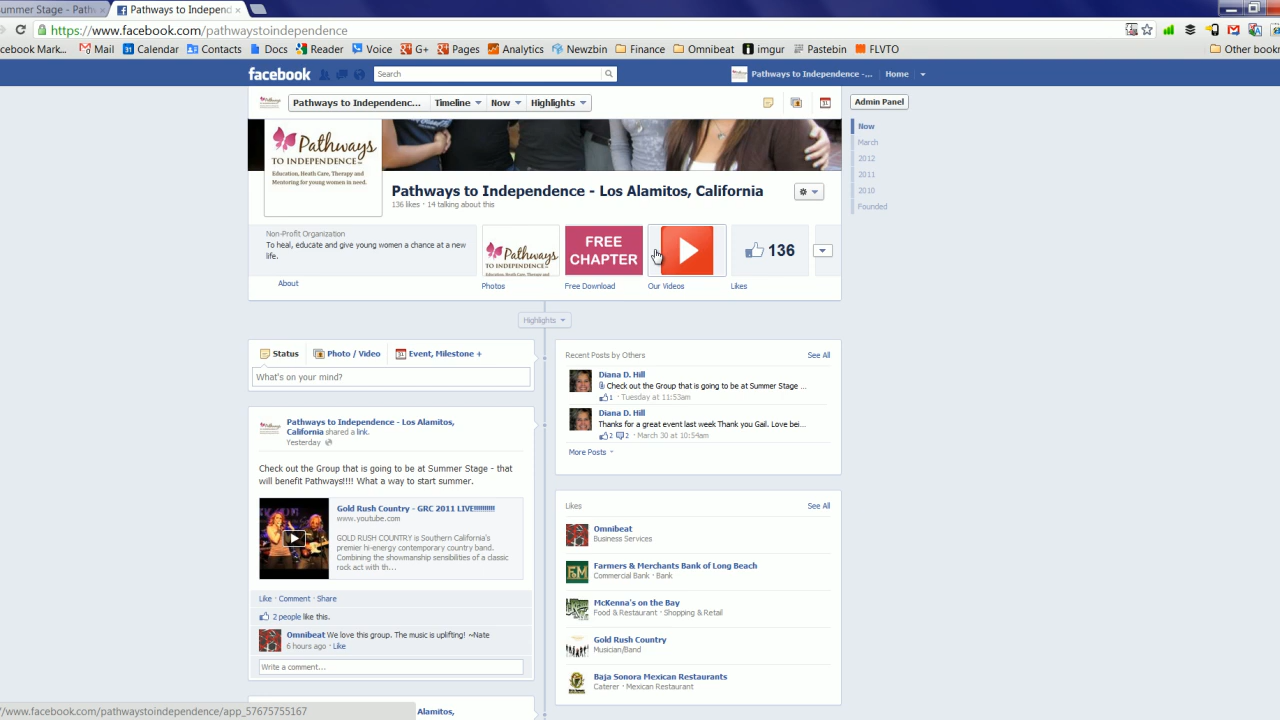 ummer Stage - Pathw
Pathways to Independ
https://www.facebook.com/pathwaystoindependence
cebook Mark...
Mail
Calendar
Contacts
Docs
Reader
Voice
G+
Pages
Analytics
Newzbin
Finance
Omnibeat
imgur
Pastebin
FLVTO
Other book
facebook
Search
Pathways to Independence -...
Home
Pathways to Independenc...
Timeline
Now
Highlights
Admin Panel
Now
March
2012
2011
2010
Founded
Pathways
TO INDEPENDENCE
Education, Heath Care, Therapy and
Mentoring for young women in need.
Pathways to Independence - Los Alamitos, California
136 likes · 14 talking about this
Non-Profit Organization
To heal, educate and give young women a chance at a new
life.
About
Pathways
TO INDEPENDENCE
Photos
FREE
CHAPTER
Free Download
Our Videos
136
Likes
Highlights
Status
Photo / Video
Event, Milestone +
What's on your mind?
Pathways to Independence - Los Alamitos,
California shared a link.
Yesterday
Check out the Group that is going to be at Summer Stage - that
will benefit Pathways!!!! What a way to start summer.
Gold Rush Country - GRC 2011 LIVE!!!!!!!!!!
www.youtube.com
GOLD RUSH COUNTRY is Southern California's
premier hi-energy contemporary country band.
Combining the showmanship sensibilities of a classic
rock act with th...
Like · Comment · Share
2 people like this.
Omnibeat We love this group. The music is uplifting! ~Nate
6 hours ago · Like
Write a comment...
Alamitos,
Recent Posts by Others
See All
Diana D. Hill
Check out the Group that is going to be at Summer Stage ...
1 · Tuesday at 11:53am
Diana D. Hill
Thanks for a great event last week Thank you Gail. Love bei...
2 2 · March 30 at 10:54am
More Posts
Likes
See All
Omnibeat
Business Services
Farmers & Merchants Bank of Long Beach
Commercial Bank · Bank
McKenna's on the Bay
Food & Restaurant · Shopping & Retail
Gold Rush Country
Musician/Band
Baja Sonora Mexican Restaurants
Caterer · Mexican Restaurant
//www.facebook.com/pathwaystoindependence/app_57675755167